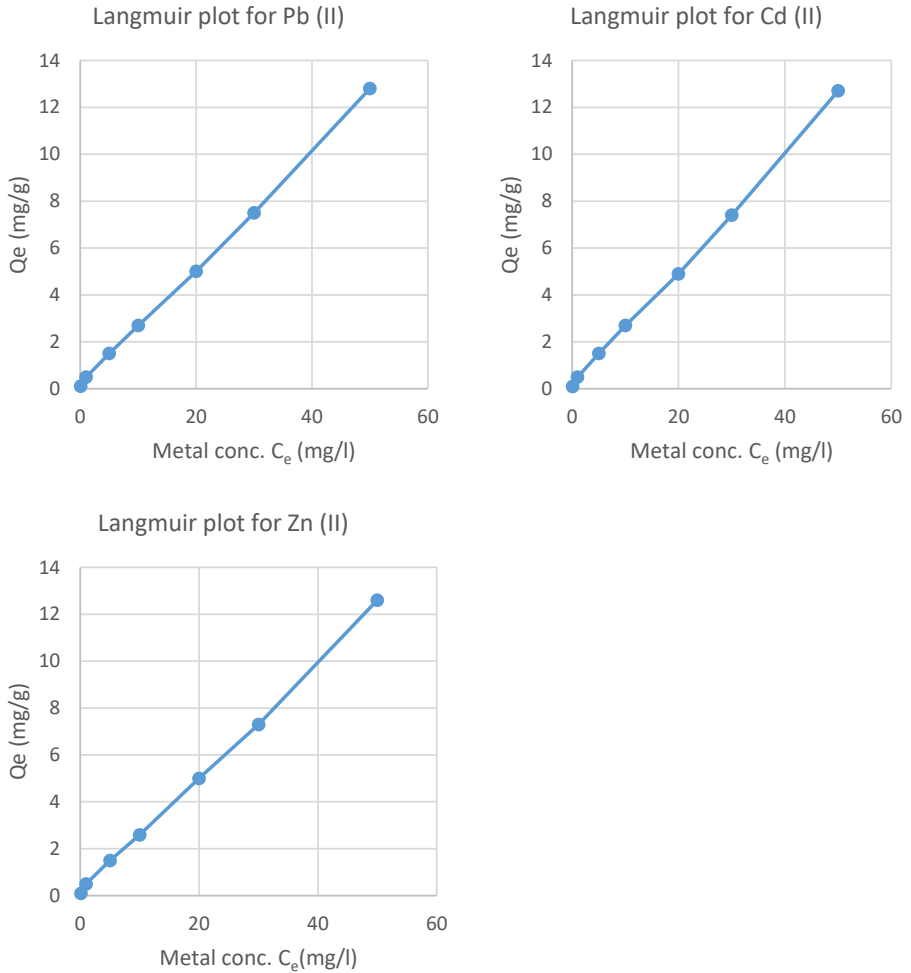 Langmuir plot for Pb (II)
14
12
10
8
6
4
2
0
0 20 40 60
Qe (mg/g)
Metal conc. Cₑ (mg/l)
Langmuir plot for Cd (II)
14
12
10
8
6
4
2
0
0 20 40 60
Qe (mg/g)
Metal conc. Cₑ (mg/l)
Langmuir plot for Zn (II)
14
12
10
8
6
4
2
0
0 20 40 60
Qe (mg/g)
Metal conc. Cₑ(mg/l)